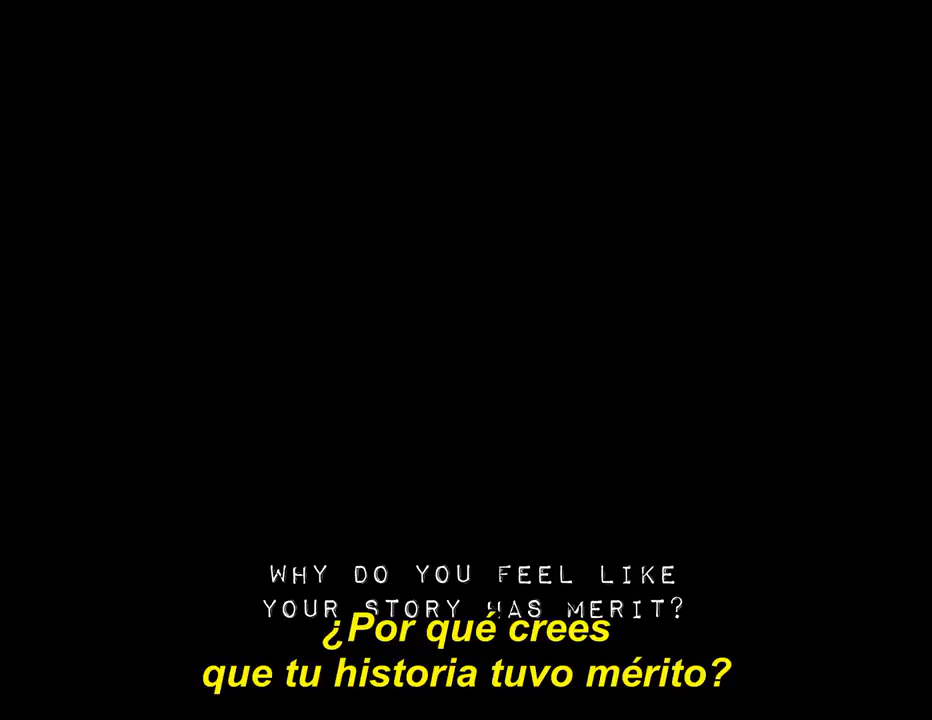 WHY DO YOU FEEL LIKE
YOUR STORY HAS MERIT?
¿Por qué crees
que tu historia tuvo mérito?